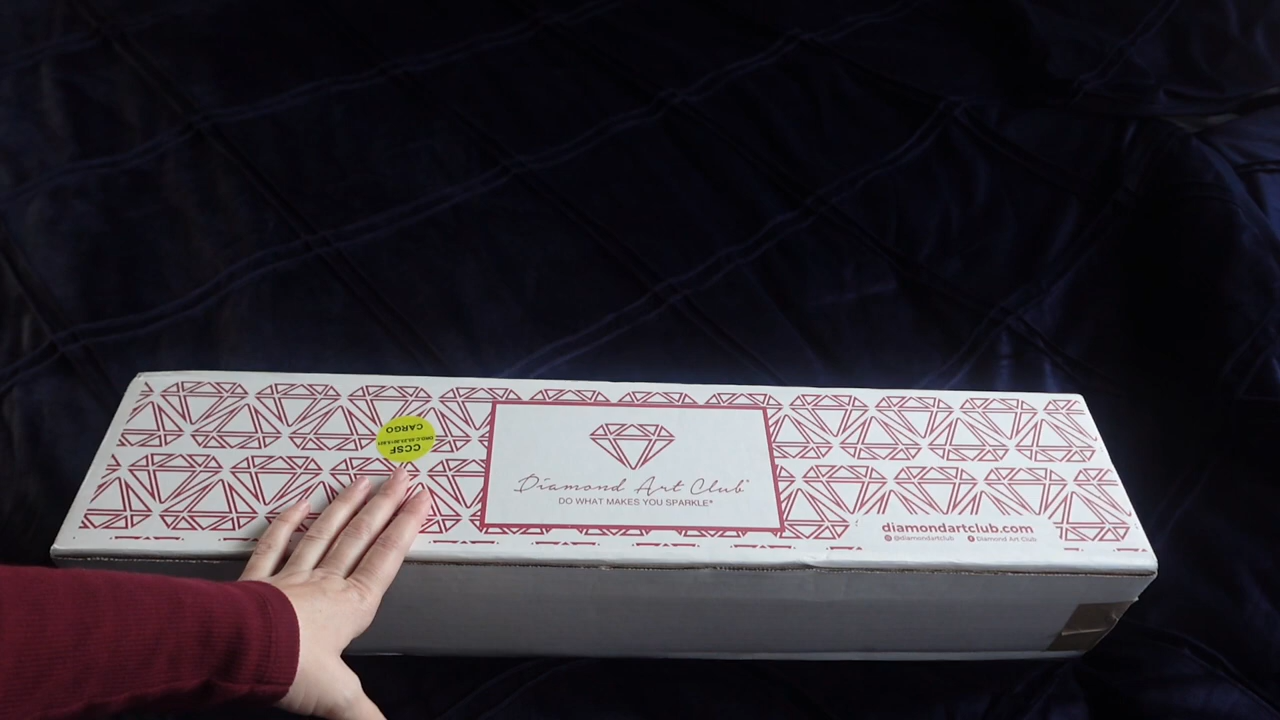 CCSF
CARGO
Diamond Art Club®
DO WHAT MAKES YOU SPARKLE®
diamondartclub.com
@diamondartclub Diamond Art Club